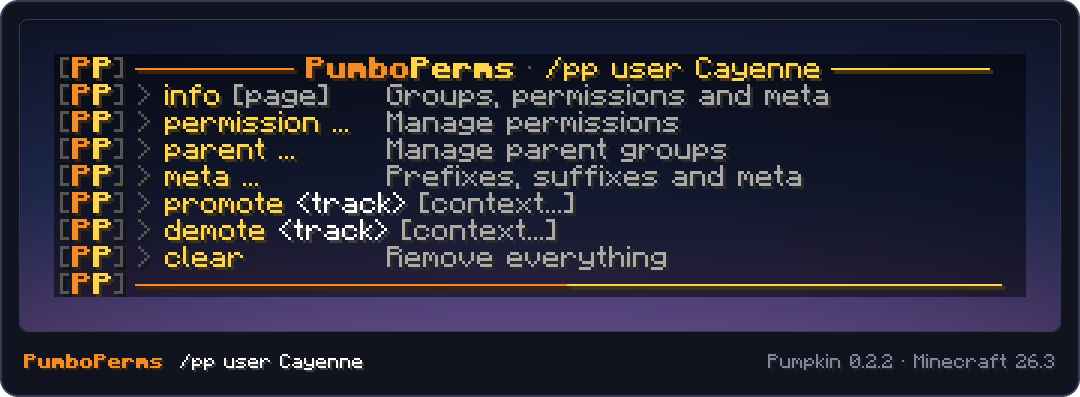 [PP] PumboPerms · /pp user Cayenne
[PP] > info [page] Groups, permissions and meta
[PP] > permission ... Manage permissions
[PP] > parent ... Manage parent groups
[PP] > meta ... Prefixes, suffixes and meta
[PP] > promote <track> [context...]
[PP] > demote <track> [context...]
[PP] > clear Remove everything
[PP]
PumboPerms /pp user Cayenne
Pumpkin 0.2.2 · Minecraft 26.3